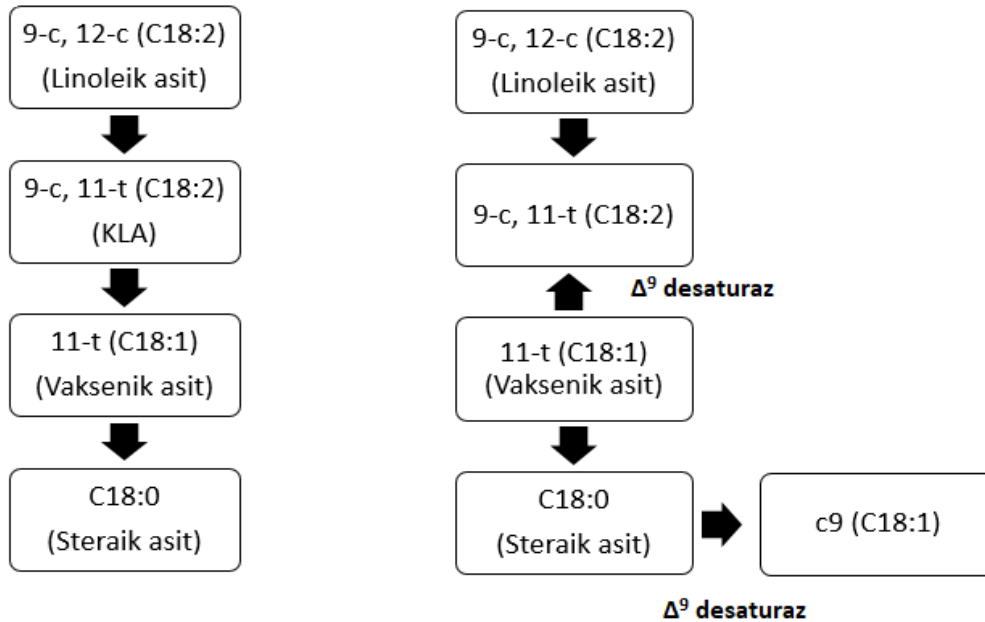 9-c, 12-c (C18:2)
(Linoleik asit)
9-c, 11-t (C18:2)
(KLA)
11-t (C18:1)
(Vaksenik asit)
C18:0
(Steraik asit)
9-c, 12-c (C18:2)
(Linoleik asit)
9-c, 11-t (C18:2)
Δ⁹ desaturaz
11-t (C18:1)
(Vaksenik asit)
C18:0
(Steraik asit)
c9 (C18:1)
Δ⁹ desaturaz